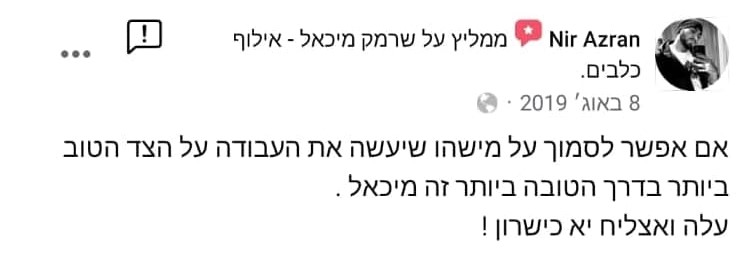 Nir Azran ממליץ על שרמק מיכאל - אילוף
כלבים.
8 באוג׳ 2019 ·
אם אפשר לסמוך על מישהו שיעשה את העבודה על הצד הטוב
ביותר בדרך הטובה ביותר זה מיכאל .
עלה ואצליח יא כישרון !